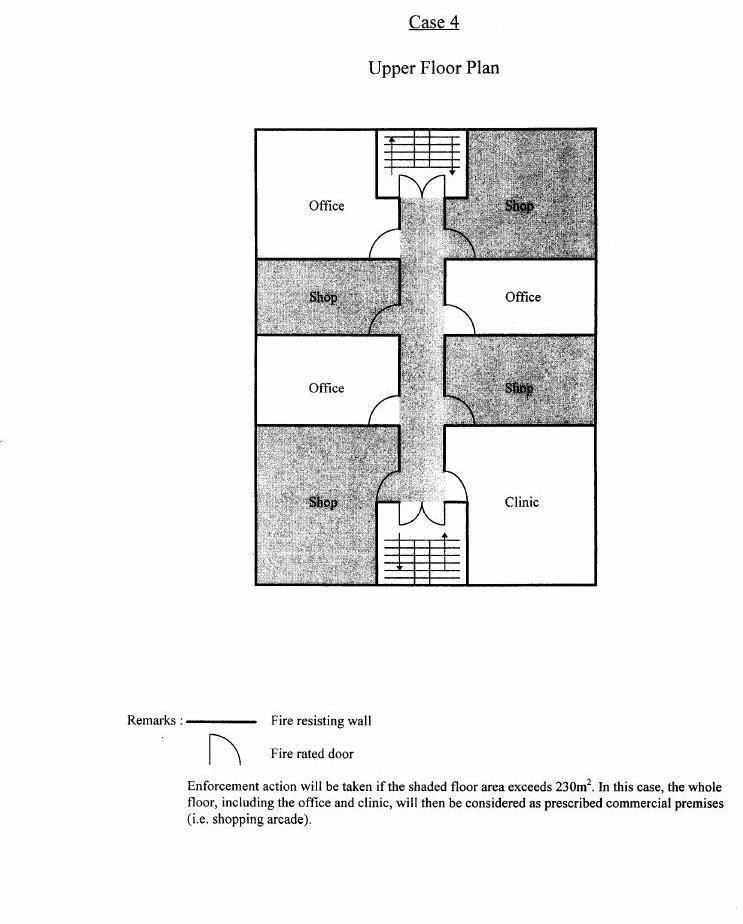 Case 4
Upper Floor Plan
Office
Shop
Shop
Office
Office
Shop
Shop
Clinic
Remarks : Fire resisting wall
Fire rated door
Enforcement action will be taken if the shaded floor area exceeds 230m². In this case, the whole
floor, including the office and clinic, will then be considered as prescribed commercial premises
(i.e. shopping arcade).